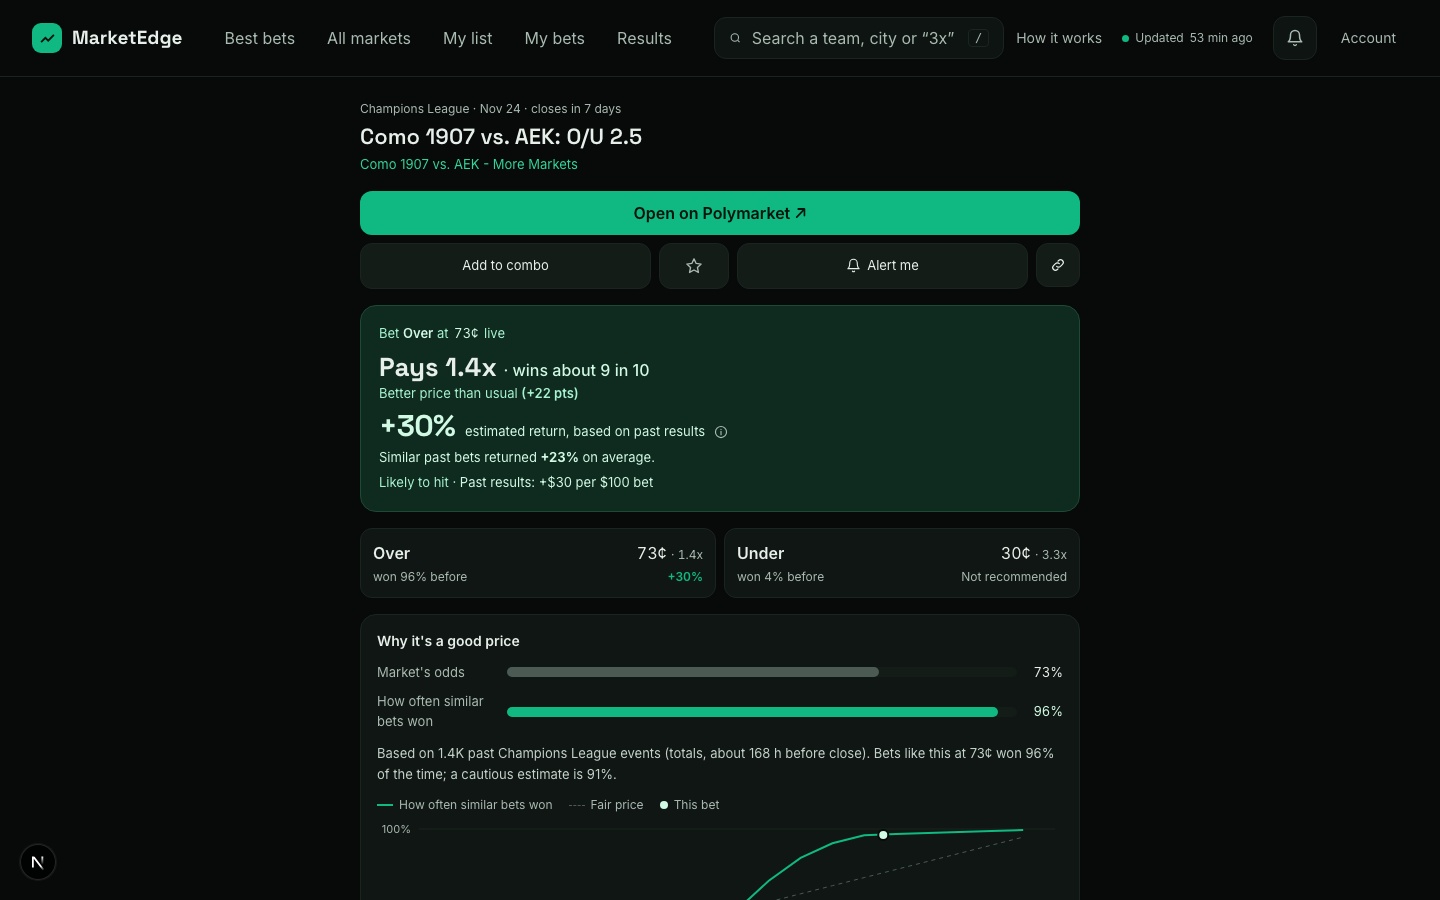 MarketEdge
Best bets
All markets
My list
My bets
Results
Search a team, city or “3x” /
How it works
Updated 53 min ago
Account
Champions League · Nov 24 · closes in 7 days
Como 1907 vs. AEK: O/U 2.5
Como 1907 vs. AEK - More Markets
Open on Polymarket ↗
Add to combo
Alert me
Bet Over at 73¢ live
Pays 1.4x · wins about 9 in 10
Better price than usual (+22 pts)
+30% estimated return, based on past results
Similar past bets returned +23% on average.
Likely to hit · Past results: +$30 per $100 bet
Over 73¢ · 1.4x
won 96% before +30%
Under 30¢ · 3.3x
won 4% before Not recommended
Why it's a good price
Market's odds 73%
How often similar
bets won 96%
Based on 1.4K past Champions League events (totals, about 168 h before close). Bets like this at 73¢ won 96%
of the time; a cautious estimate is 91%.
How often similar bets won Fair price This bet
100%
N